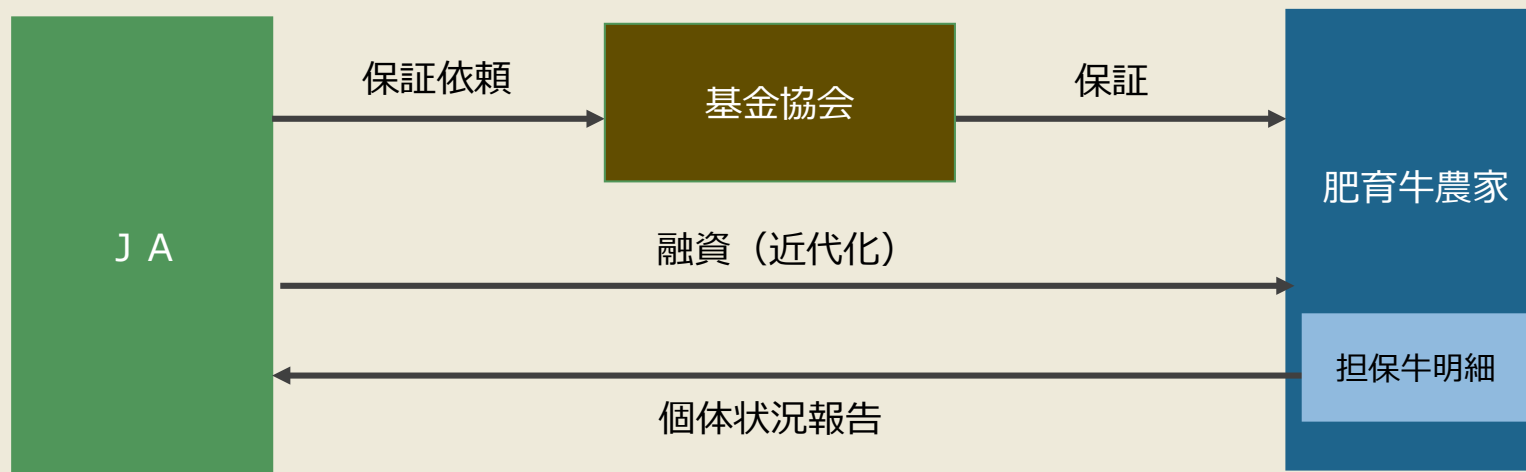 保証依頼
基金協会
保証
肥育牛農家
ＪＡ
融資（近代化）
担保牛明細
個体状況報告